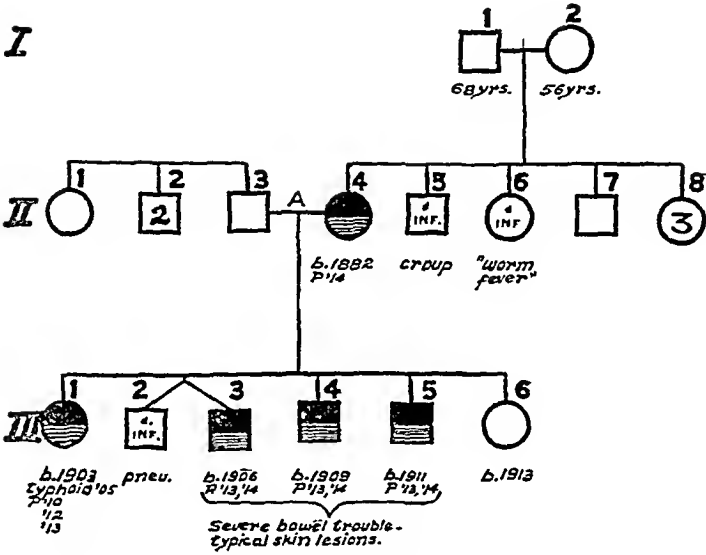 I
1 2
68yrs. 56yrs.
II
1 2 3 A 4 5 6 7 8
2 d INF. d INF 3
b.1882 croup "worm
P'14 fever"
III
1 2 3 4 5 6
d. INF.
b.1903 pneu. b.1906 b.1909 b.1911 b.1913
typhoid '05 P.'13,'14 P'13,'14 P'13,'14
P'10
'12
'13
Severe bowel trouble-
typical skin lesions.